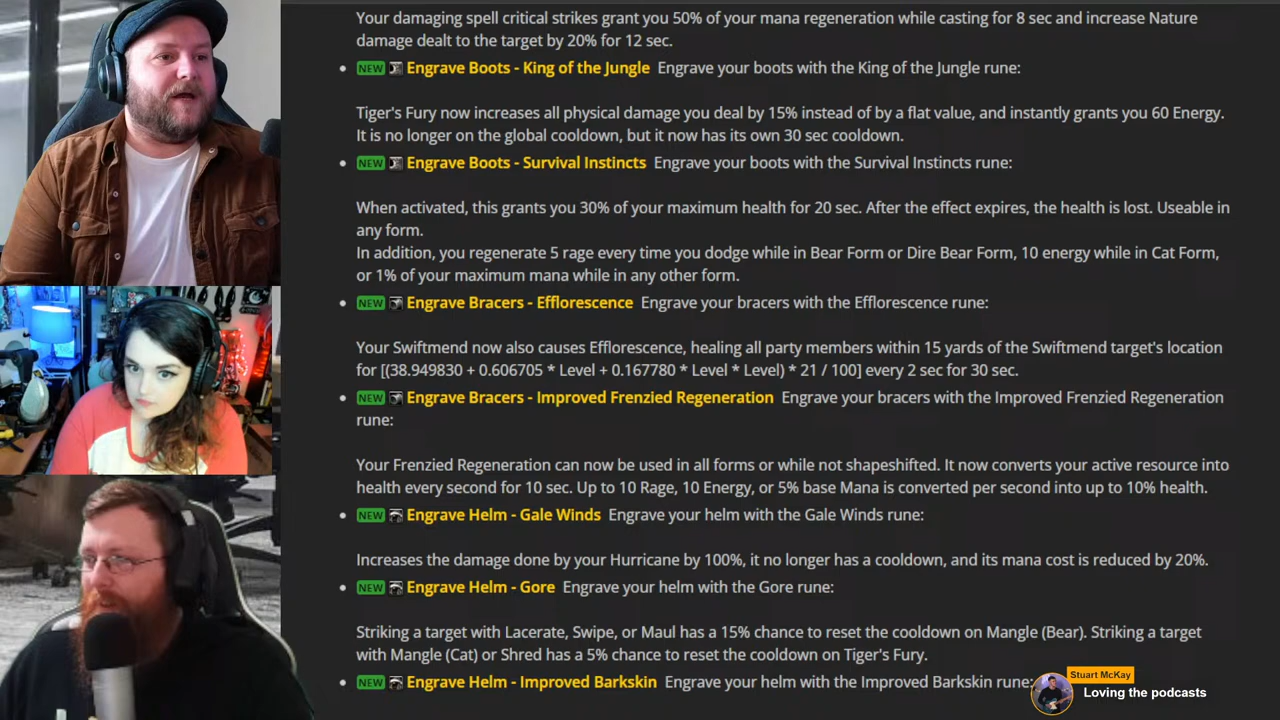 Your damaging spell critical strikes grant you 50% of your mana regeneration while casting for 8 sec and increase Nature
damage dealt to the target by 20% for 12 sec.
• NEW Engrave Boots - King of the Jungle Engrave your boots with the King of the Jungle rune:
Tiger's Fury now increases all physical damage you deal by 15% instead of by a flat value, and instantly grants you 60 Energy.
It is no longer on the global cooldown, but it now has its own 30 sec cooldown.
• NEW Engrave Boots - Survival Instincts Engrave your boots with the Survival Instincts rune:
When activated, this grants you 30% of your maximum health for 20 sec. After the effect expires, the health is lost. Useable in
any form.
In addition, you regenerate 5 rage every time you dodge while in Bear Form or Dire Bear Form, 10 energy while in Cat Form,
or 1% of your maximum mana while in any other form.
• NEW Engrave Bracers - Efflorescence Engrave your bracers with the Efflorescence rune:
Your Swiftmend now also causes Efflorescence, healing all party members within 15 yards of the Swiftmend target's location
for [(38.949830 + 0.606705 * Level + 0.167780 * Level * Level) * 21 / 100] every 2 sec for 30 sec.
• NEW Engrave Bracers - Improved Frenzied Regeneration Engrave your bracers with the Improved Frenzied Regeneration
rune:
Your Frenzied Regeneration can now be used in all forms or while not shapeshifted. It now converts your active resource into
health every second for 10 sec. Up to 10 Rage, 10 Energy, or 5% base Mana is converted per second into up to 10% health.
• NEW Engrave Helm - Gale Winds Engrave your helm with the Gale Winds rune:
Increases the damage done by your Hurricane by 100%, it no longer has a cooldown, and its mana cost is reduced by 20%.
• NEW Engrave Helm - Gore Engrave your helm with the Gore rune:
Striking a target with Lacerate, Swipe, or Maul has a 15% chance to reset the cooldown on Mangle (Bear). Striking a target
with Mangle (Cat) or Shred has a 5% chance to reset the cooldown on Tiger's Fury.
• NEW Engrave Helm - Improved Barkskin Engrave your helm with the Improved Barkskin rune:
Stuart McKay
Loving the podcasts